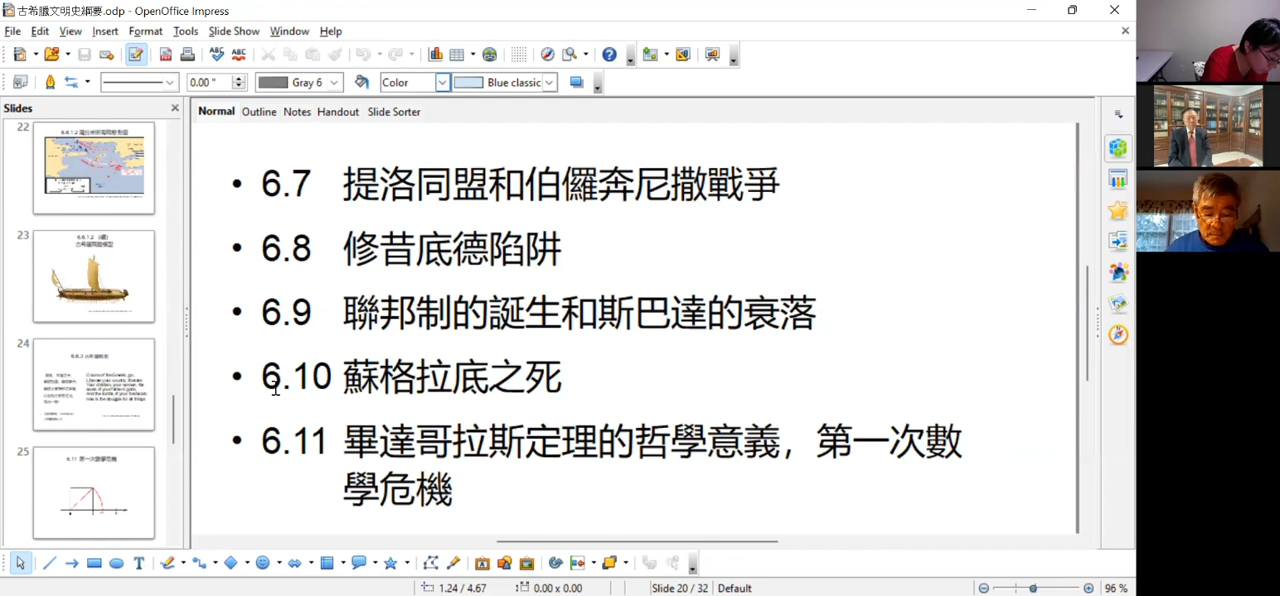 古希臘文明史綱要.odp - OpenOffice Impress
File Edit View Insert Format Tools Slide Show Window Help
0.00 " Gray 6 Color Blue classic
Slides
Normal Outline Notes Handout Slide Sorter
22
23
6.6.1.2 (續)
24
25
6.11 第一次數學危機
• 6.7 提洛同盟和伯儸奔尼撒戰爭
• 6.8 修昔底德陷阱
• 6.9 聯邦制的誕生和斯巴達的衰落
• 6.10 蘇格拉底之死
• 6.11 畢達哥拉斯定理的哲學意義，第一次數
學危機
1.24 / 4.67 0.00 x 0.00 Slide 20 / 32 Default 96 %